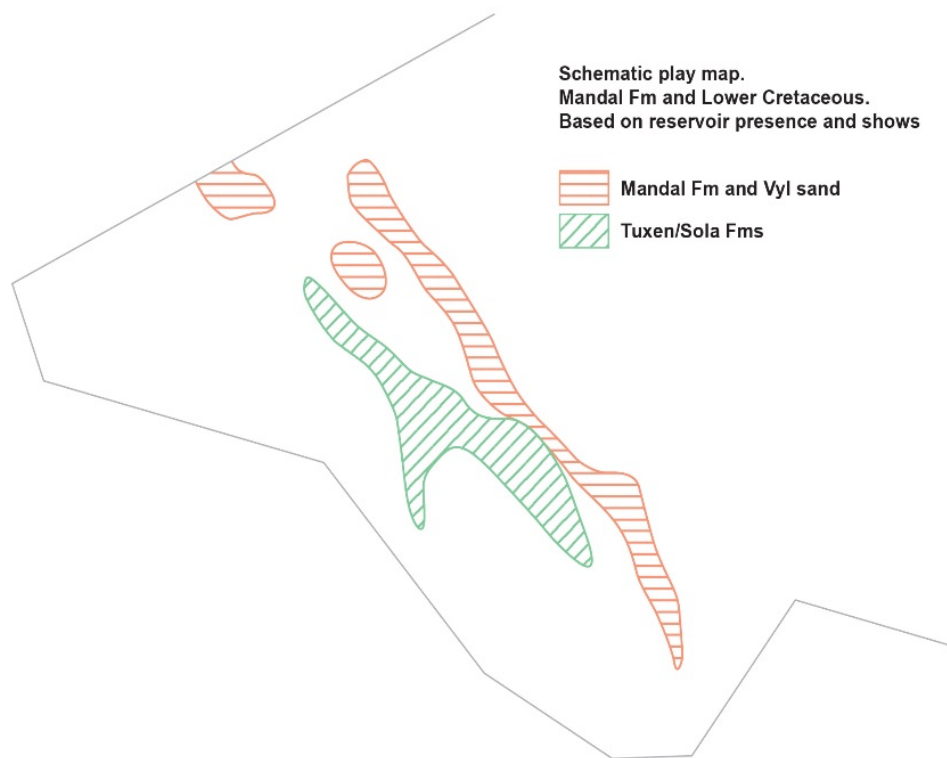 Schematic play map.
Mandal Fm and Lower Cretaceous.
Based on reservoir presence and shows
Mandal Fm and Vyl sand
Tuxen/Sola Fms